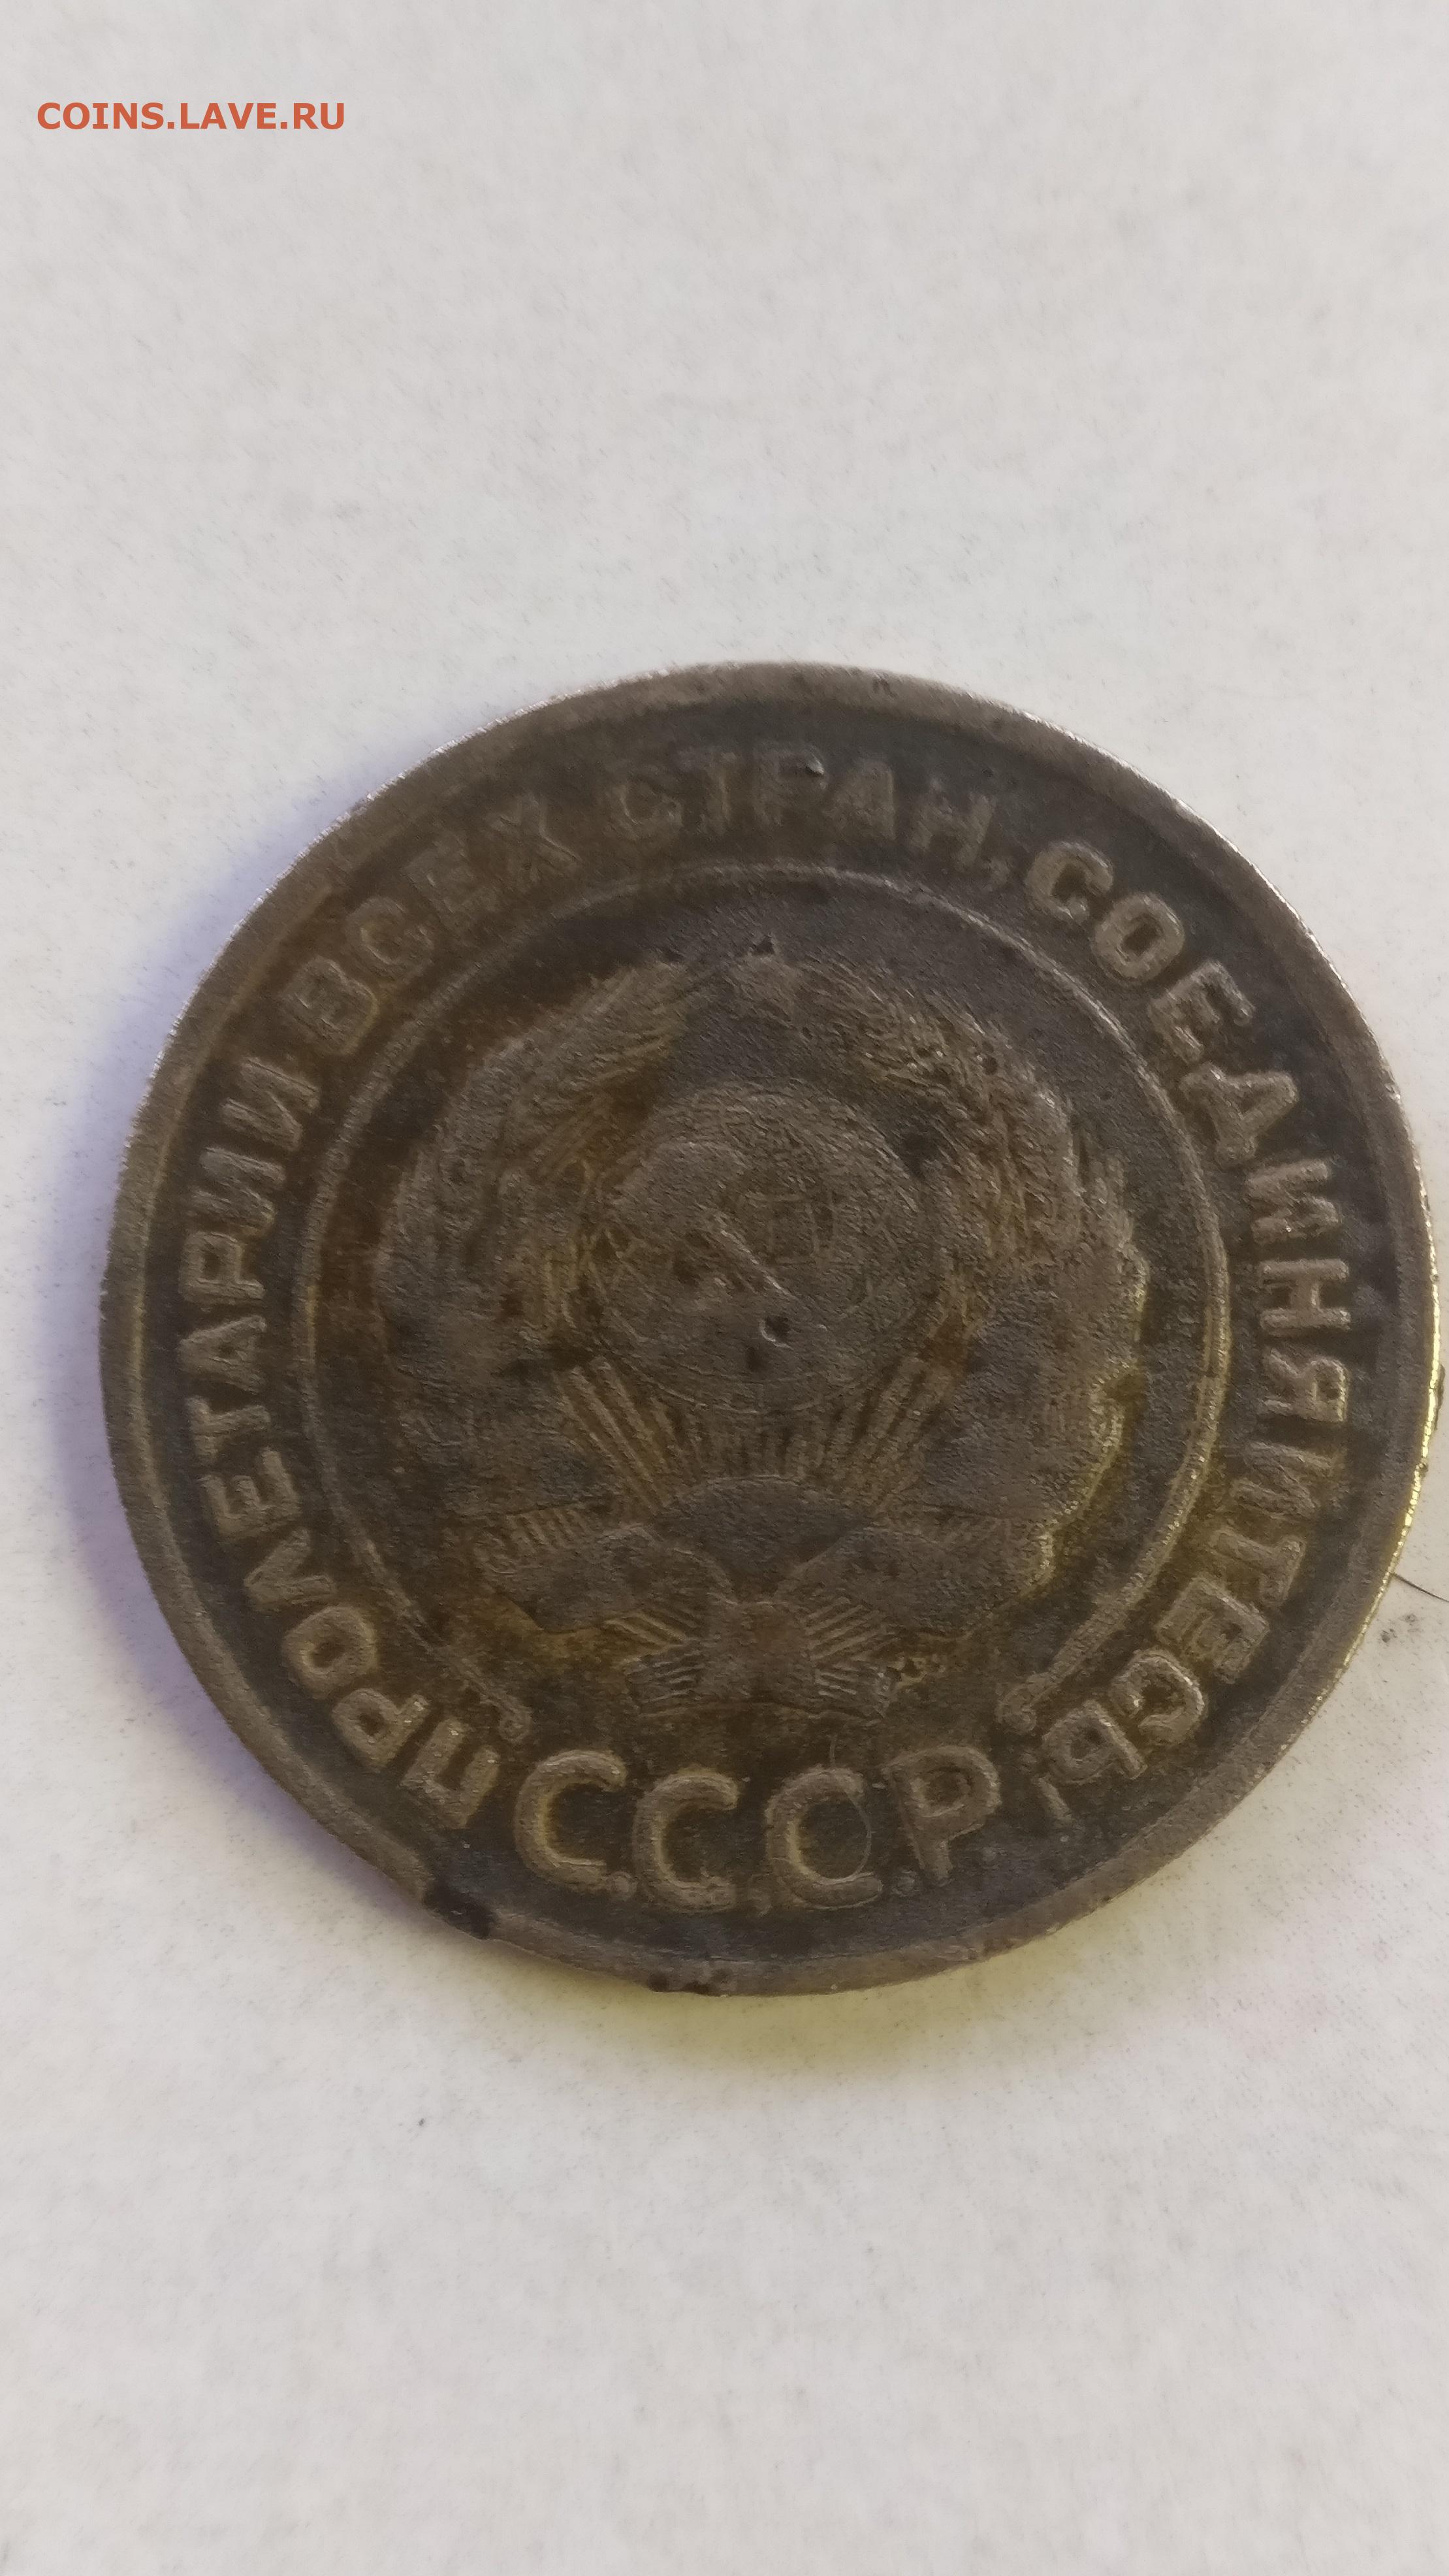 COINS.LAVE.RU
ПРОЛЕТАРИИ ВСЕХ СТРАН, СОЕДИНЯЙТЕСЬ!
С.С.С.Р.